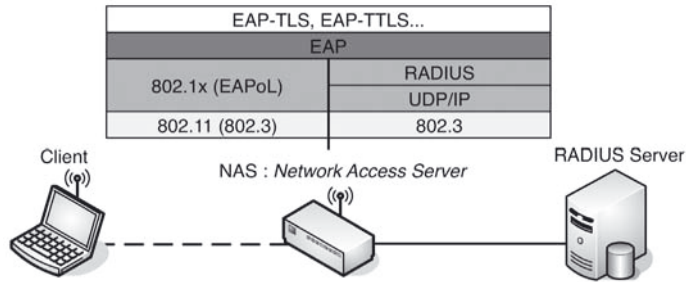 EAP-TLS, EAP-TTLS...
EAP
802.1x (EAPoL)
RADIUS
UDP/IP
802.11 (802.3)
802.3
Client
NAS : Network Access Server
RADIUS Server